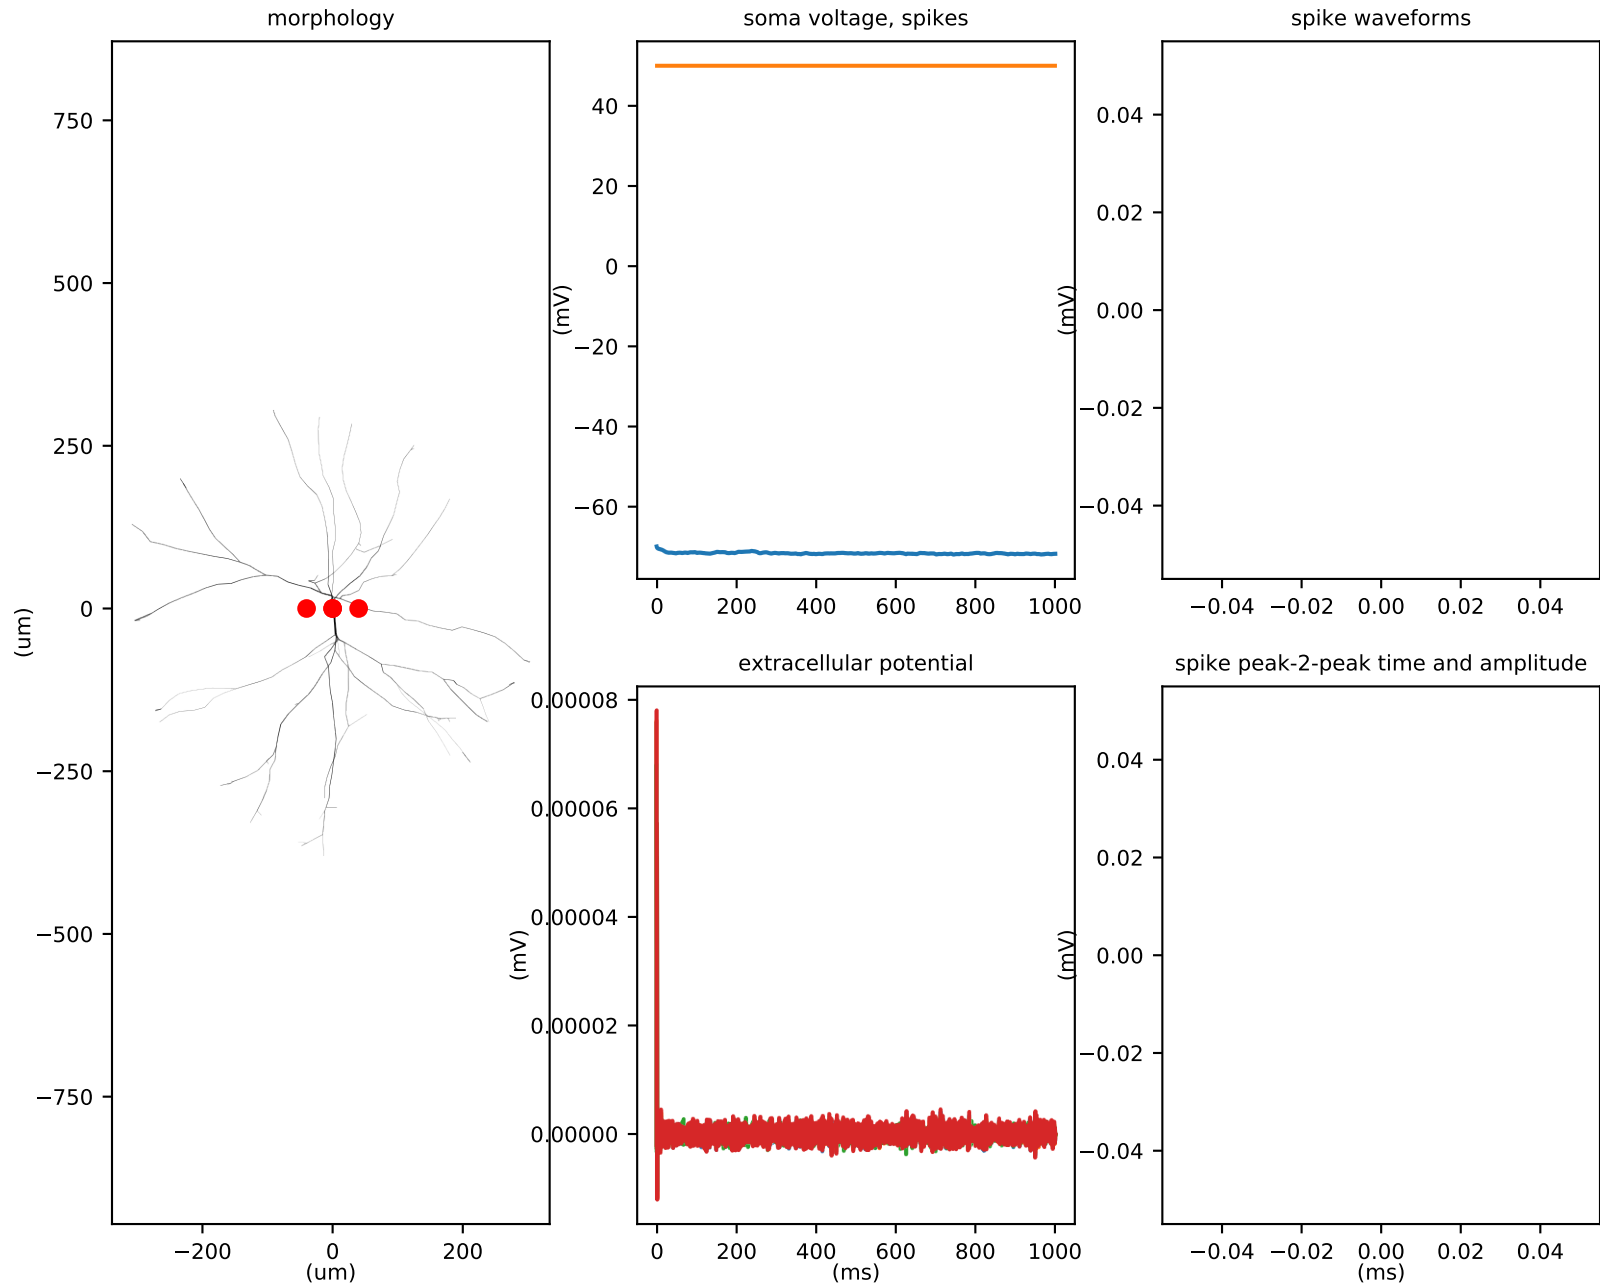 morphology
750
500
250
0
−250
−500
−750
(um)
−200 0 200
(um)
soma voltage, spikes
40
20
0
−20
−40
−60
(mV)
0 200 400 600 800 1000
spike waveforms
0.04
0.02
0.00
−0.02
−0.04
(mV)
−0.04 −0.02 0.00 0.02 0.04
extracellular potential
0.00008
0.00006
0.00004
0.00002
0.00000
(mV)
0 200 400 600 800 1000
(ms)
spike peak-2-peak time and amplitude
0.04
0.02
0.00
−0.02
−0.04
(mV)
−0.04 −0.02 0.00 0.02 0.04
(ms)